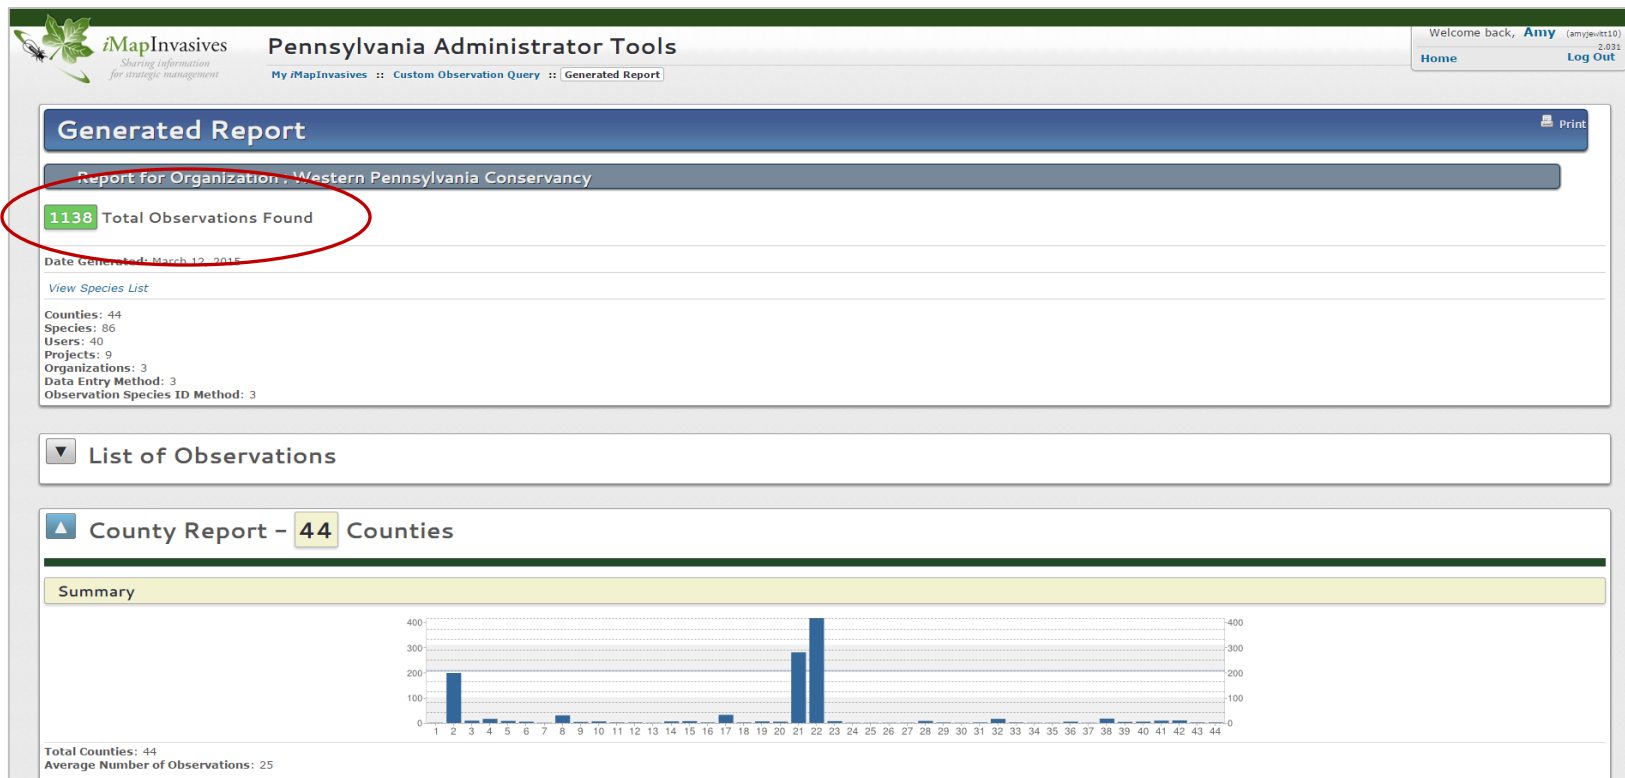 iMapInvasives
Sharing information
for strategic management
Pennsylvania Administrator Tools
My iMapInvasives :: Custom Observation Query :: Generated Report
Welcome back, Amy (amyjewitt10)
2.031
Home Log Out
Generated Report
Print
Report for Organization : Western Pennsylvania Conservancy
1138 Total Observations Found
Date Generated: March 12, 2015
View Species List
Counties: 44
Species: 86
Users: 40
Projects: 9
Organizations: 3
Data Entry Method: 3
Observation Species ID Method: 3
▼ List of Observations
▲ County Report - 44 Counties
Summary
400 400
300 300
200 200
100 100
0 0
1 2 3 4 5 6 7 8 9 10 11 12 13 14 15 16 17 18 19 20 21 22 23 24 25 26 27 28 29 30 31 32 33 34 35 36 37 38 39 40 41 42 43 44
Total Counties: 44
Average Number of Observations: 25